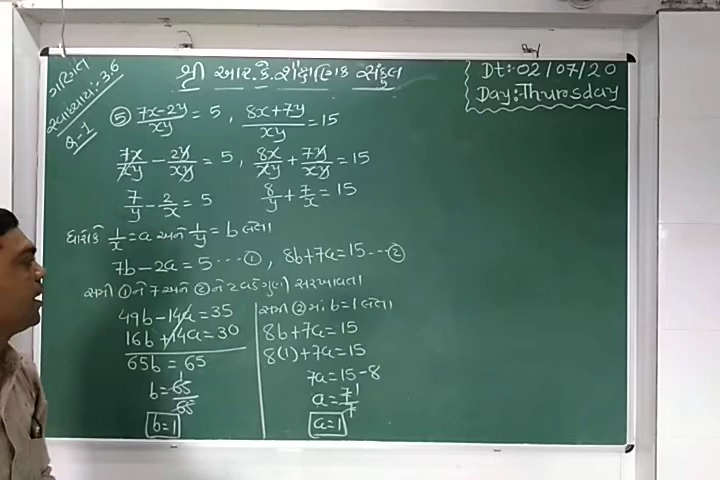 શ્રી આર.કે.શૈક્ષણિક સંકુલ
Dt:-02/07/20
Day:-Thursday
ગણિત
સ્વાધ્યાય:-3.6
Q-1
⑤ 7x-2y/xy = 5, 8x+7y/xy = 15
7x/xy - 2y/xy = 5, 8x/xy + 7y/xy = 15
7/y - 2/x = 5 8/y + 7/x = 15
ધારોકે 1/x = a અને 1/y = b લેતા
7b-2a=5 ---①, 8b+7a=15---②
સમી ①ને 7 અને ②ને 2 વડે ગુણી સરખાવતા
49b-14a=35
16b+14a=30
65b=65
b=65/65 1
b=1
સમી ②માં b=1 લેતા
8b+7a=15
8(1)+7a=15
7a=15-8
a=7/7 1
a=1